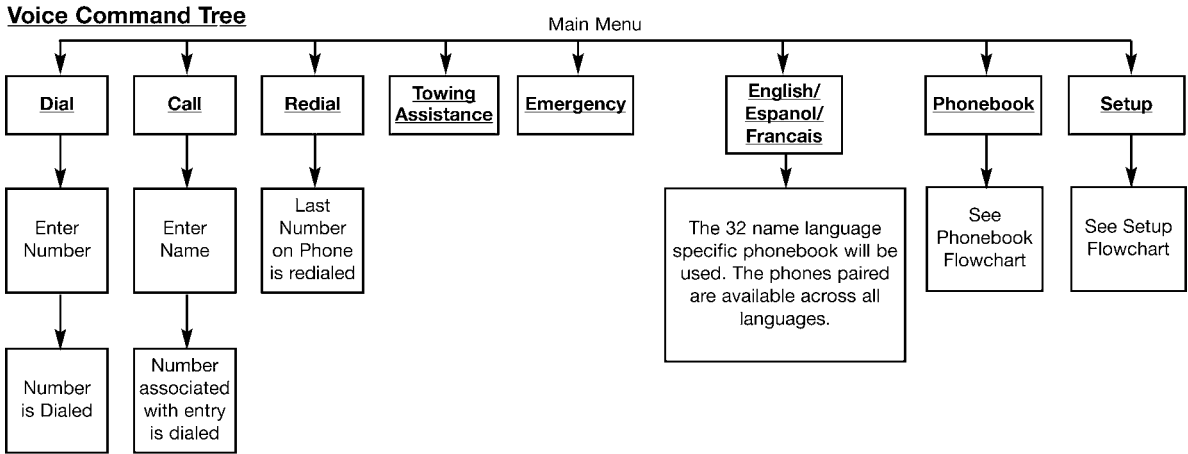 Voice Command Tree
Main Menu
Dial
Call
Redial
Towing
Assistance
Emergency
English/
Espanol/
Francais
Phonebook
Setup
Enter
Number
Enter
Name
Last
Number
on Phone
is redialed
The 32 name language
specific phonebook will be
used. The phones paired
are available across all
languages.
See
Phonebook
Flowchart
See Setup
Flowchart
Number
is Dialed
Number
associated
with entry
is dialed